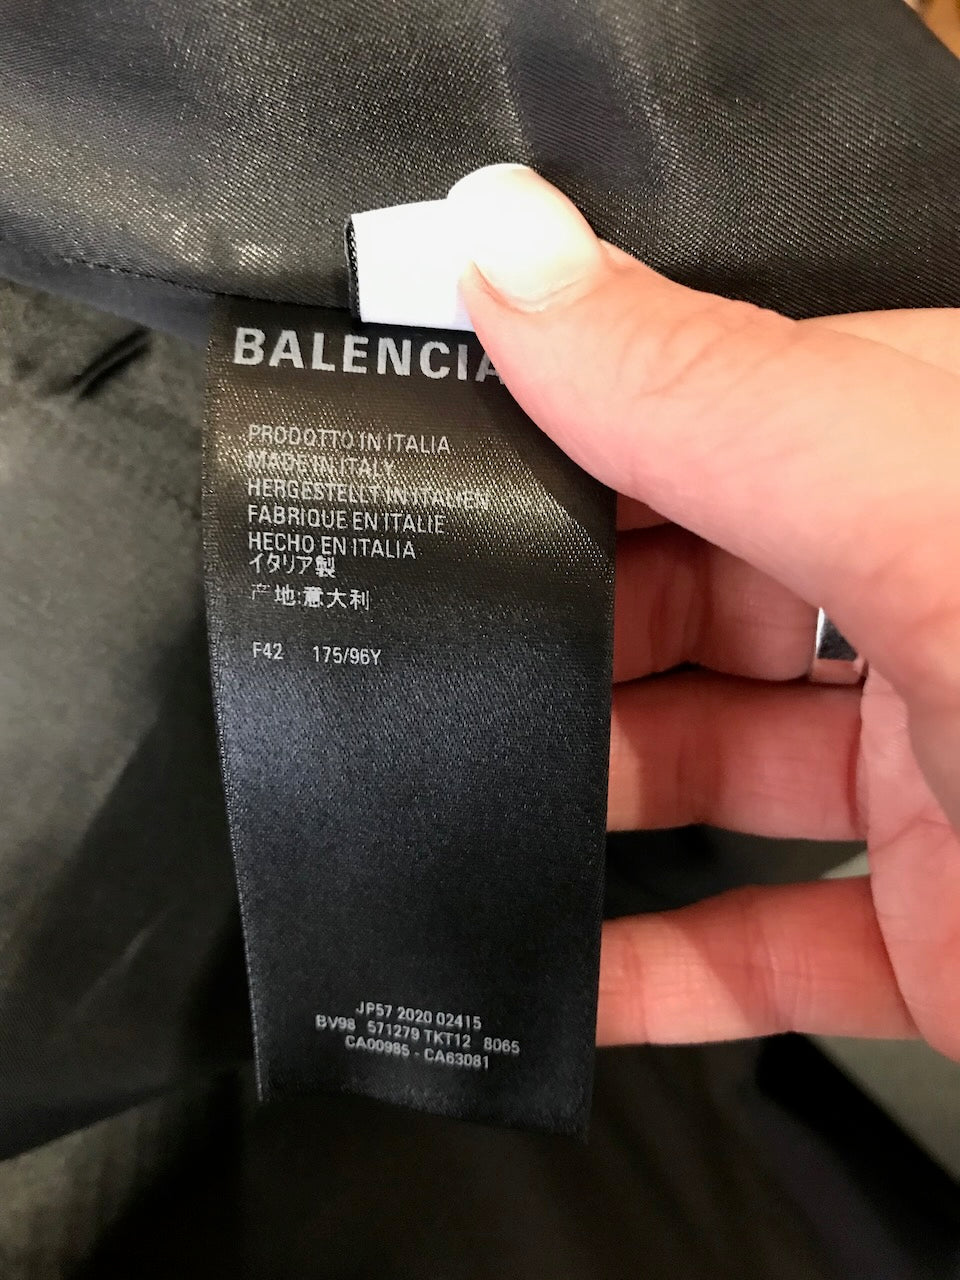 BALENCIA
PRODOTTO IN ITALIA
MADE IN ITALY
HERGESTELLT IN ITALIEN
FABRIQUE EN ITALIE
HECHO EN ITALIA
イタリア製
产地:意大利
F42 175/96Y
JP57 2020 02415
BV98 571279 TKT12 8065
CA00985 - CA63081